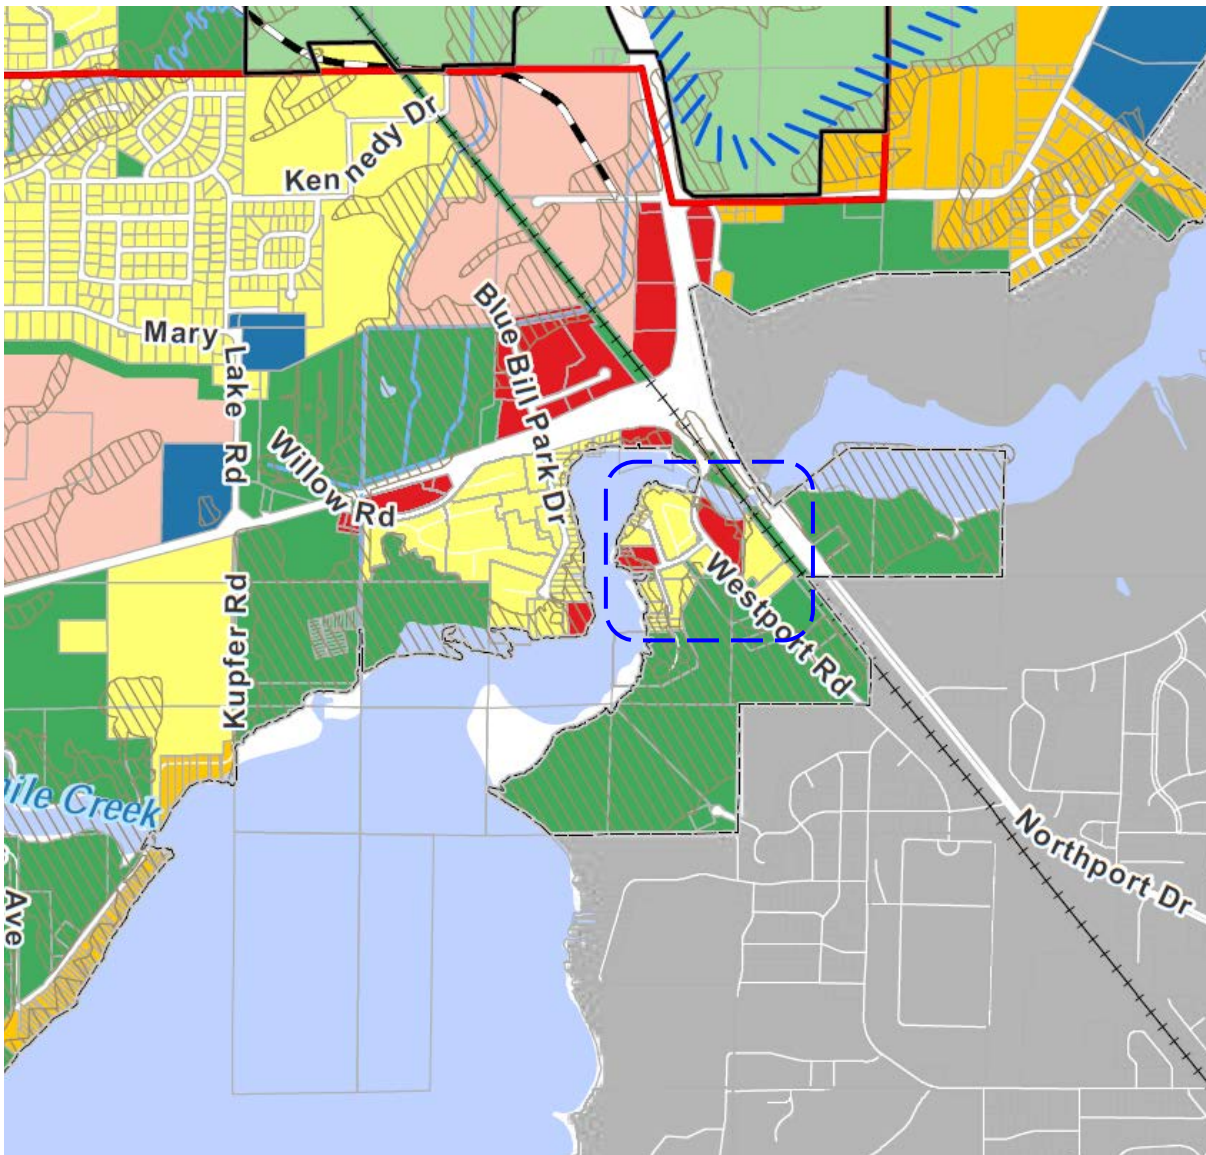 Kennedy Dr
Mary Lake Rd
Blue Bill Park Dr
Willow Rd
Westport Rd
Kupfer Rd
mile Creek
Northport Dr
Ave